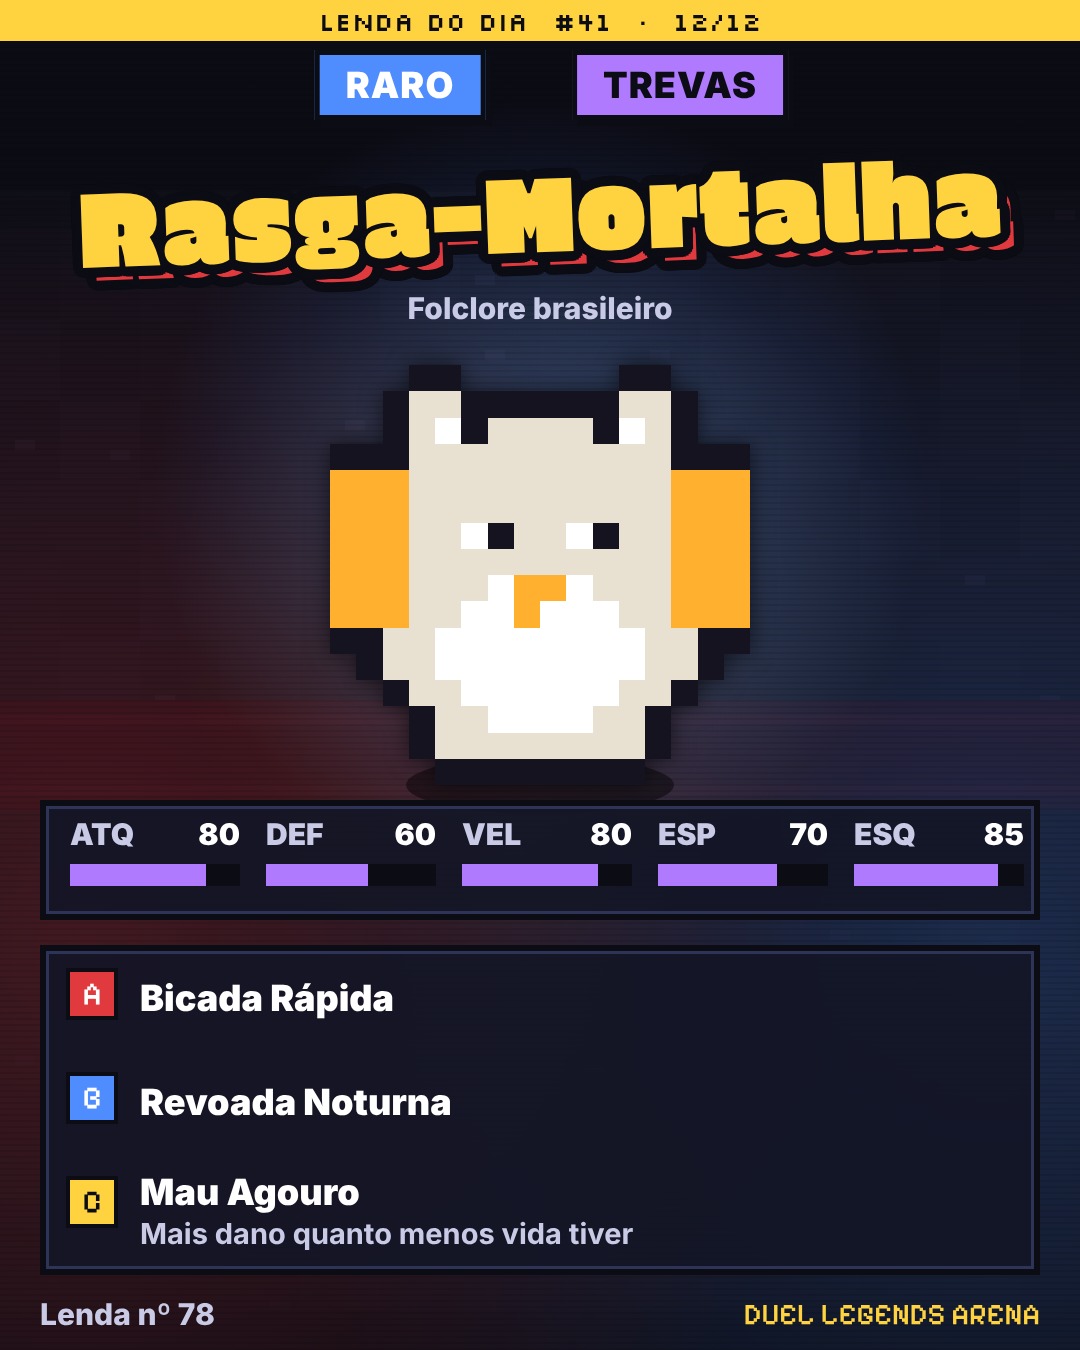 LENDA DO DIA #41 · 12/12
RARO TREVAS
Rasga-Mortalha
Folclore brasileiro
ATQ 80 DEF 60 VEL 80 ESP 70 ESQ 85
A Bicada Rápida
B Revoada Noturna
C Mau Agouro
Mais dano quanto menos vida tiver
Lenda nº 78 DUEL LEGENDS ARENA